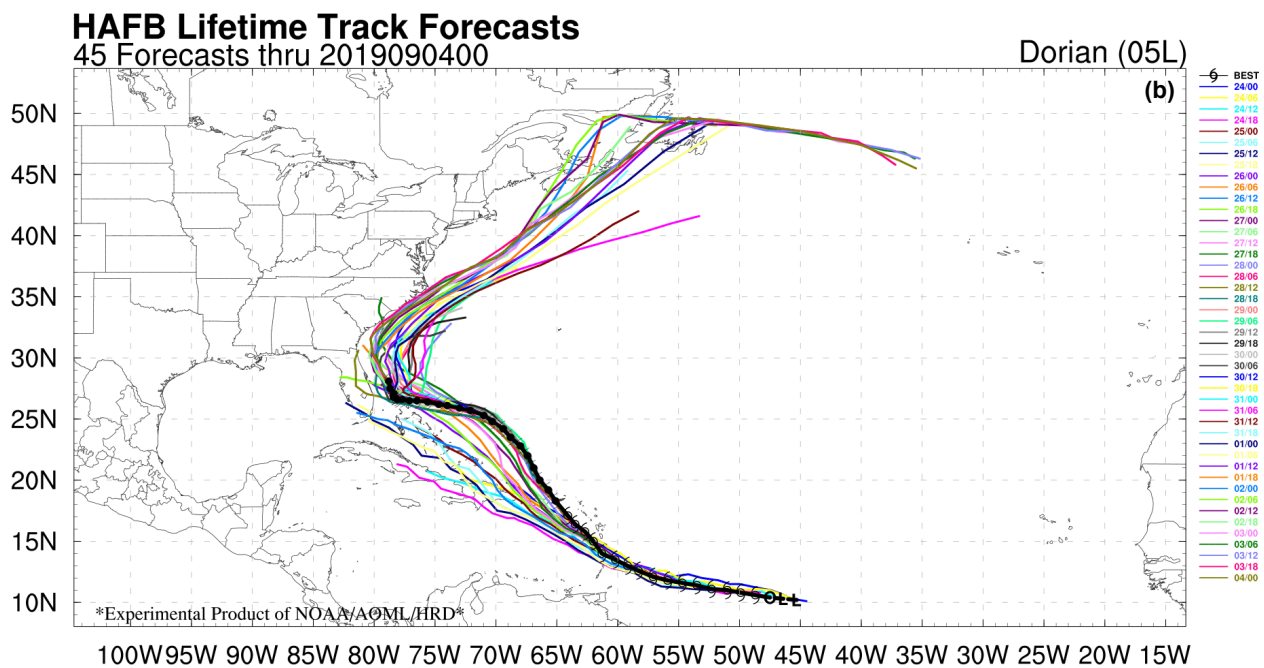 HAFB Lifetime Track Forecasts
45 Forecasts thru 2019090400
Dorian (05L)
(b)
50N
45N
40N
35N
30N
25N
20N
15N
10N
L L
*Experimental Product of NOAA/AOML/HRD*
100W 95W 90W 85W 80W 75W 70W 65W 60W 55W 50W 45W 40W 35W 30W 25W 20W 15W
BEST
24/00
24/06
24/12
24/18
25/00
25/06
25/12
25/18
26/00
26/06
26/12
26/18
27/00
27/06
27/12
27/18
28/00
28/06
28/12
28/18
29/00
29/06
29/12
29/18
30/00
30/06
30/12
30/18
31/00
31/06
31/12
31/18
01/00
01/06
01/12
01/18
02/00
02/06
02/12
02/18
03/00
03/06
03/12
03/18
04/00